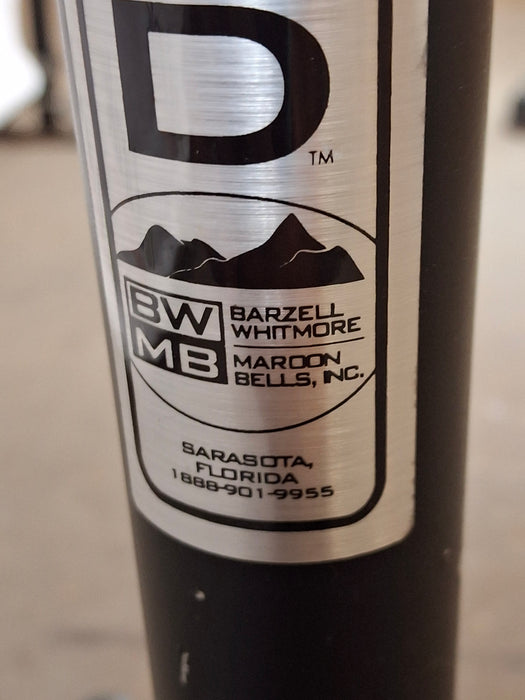 D
TM
BW
BARZELL
WHITMORE
MB
MAROON
BELLS, INC.
SARASOTA,
FLORIDA
1888-901-9955